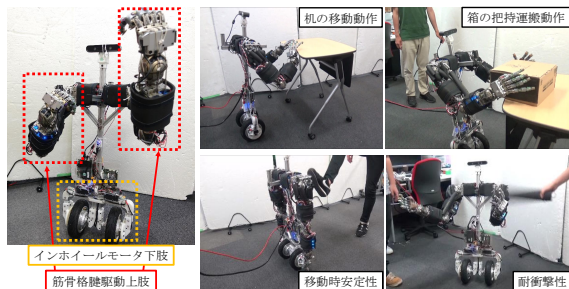 インホイールモータ下肢
筋骨格腱駆動上肢
机の移動動作
箱の把持運搬動作
移動時安定性
耐衝撃性